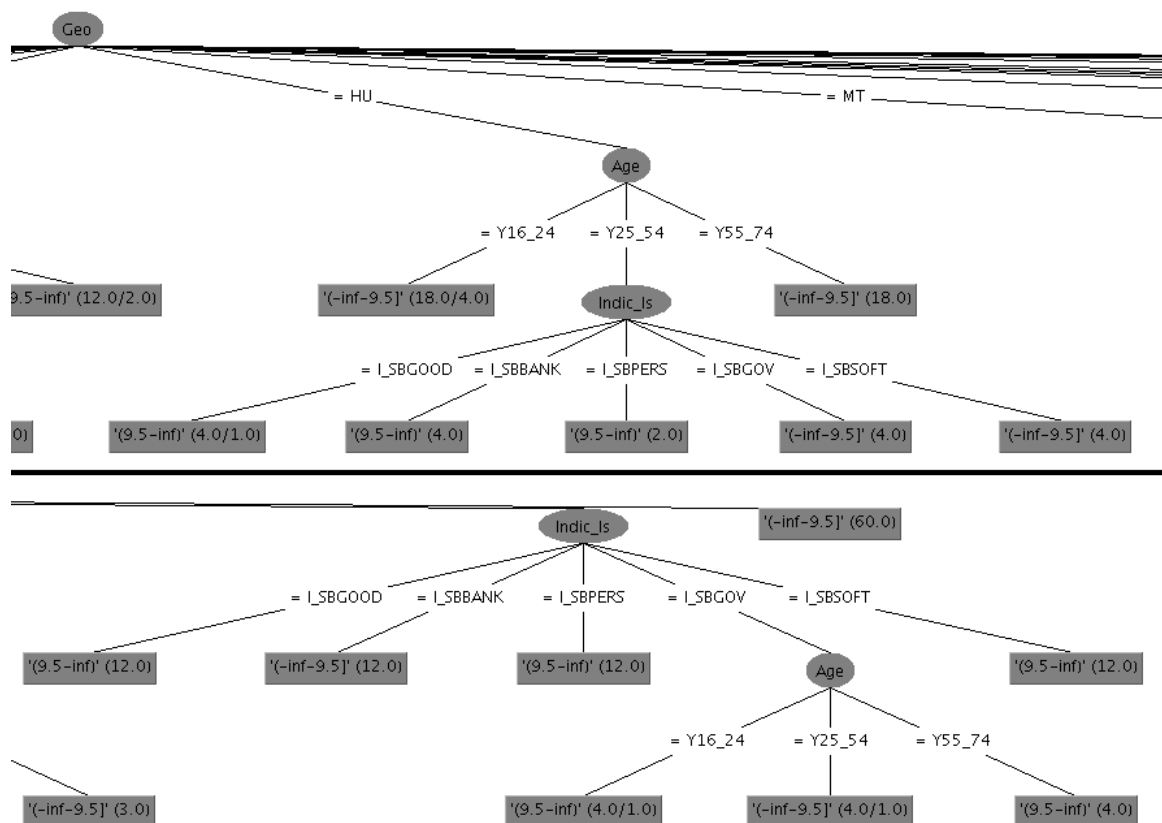 Geo
= HU = MT
Age
= Y16_24 = Y25_54 = Y55_74
9.5-inf)' (12.0/2.0) '(-inf-9.5]' (18.0/4.0) Indic_Is '(-inf-9.5]' (18.0)
= I_SBGOOD = I_SBBANK = I_SBPERS = I_SBGOV = I_SBSOFT
0) '(9.5-inf)' (4.0/1.0) '(9.5-inf)' (4.0) '(9.5-inf)' (2.0) '(-inf-9.5]' (4.0) '(-inf-9.5]' (4.0)
Indic_Is '(-inf-9.5]' (60.0)
= I_SBGOOD = I_SBBANK = I_SBPERS = I_SBGOV = I_SBSOFT
'(9.5-inf)' (12.0) '(-inf-9.5]' (12.0) '(9.5-inf)' (12.0) Age '(9.5-inf)' (12.0)
= Y16_24 = Y25_54 = Y55_74
'(-inf-9.5]' (3.0) '(9.5-inf)' (4.0/1.0) '(-inf-9.5]' (4.0/1.0) '(9.5-inf)' (4.0)